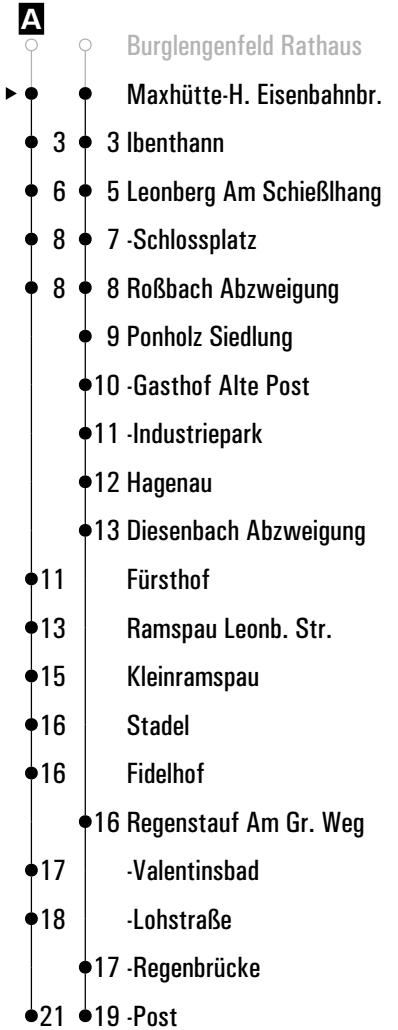 A
Burglengenfeld Rathaus
Maxhütte-H. Eisenbahnbr.
3 3 Ibenthann
6 5 Leonberg Am Schießlhang
8 7 -Schlossplatz
8 8 Roßbach Abzweigung
9 Ponholz Siedlung
10 -Gasthof Alte Post
11 -Industriepark
12 Hagenau
13 Diesenbach Abzweigung
11 Fürsthof
13 Ramspau Leonb. Str.
15 Kleinramspau
16 Stadel
16 Fidelhof
16 Regenstauf Am Gr. Weg
17 -Valentinsbad
18 -Lohstraße
17 -Regenbrücke
21 19 -Post